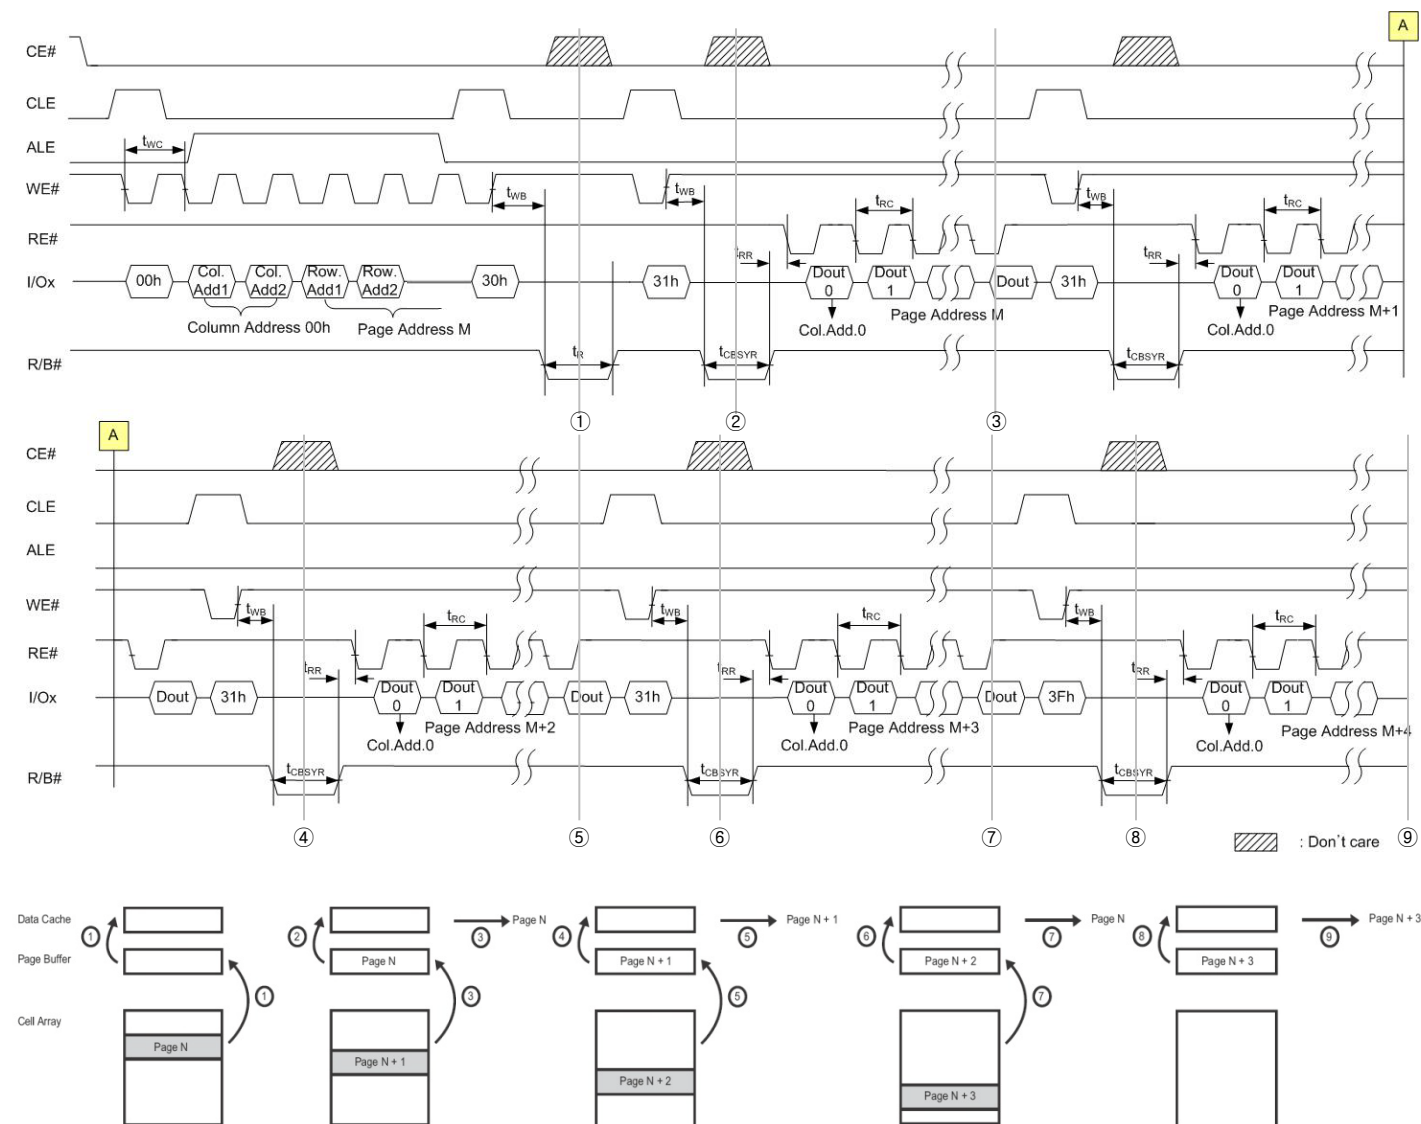 A
CE#
CLE
ALE
tWC
WE#
tWB
tWB
tWB
tRC
tRC
RE#
tRR
tRR
I/Ox
00h
Col. Add1
Col. Add2
Row. Add1
Row. Add2
30h
31h
Dout 0
Dout 1
Dout
31h
Dout 0
Dout 1
Column Address 00h
Page Address M
Col.Add.0
Page Address M
Col.Add.0
Page Address M+1
R/B#
tR
tCBSYR
tCBSYR
①
②
③
A
CE#
CLE
ALE
WE#
tWB
tRC
tWB
tRC
tWB
tRC
RE#
tRR
tRR
tRR
I/Ox
Dout
31h
Dout 0
Dout 1
Dout
31h
Dout 0
Dout 1
Dout
3Fh
Dout 0
Dout 1
Col.Add.0
Page Address M+2
Col.Add.0
Page Address M+3
Col.Add.0
Page Address M+4
R/B#
tCBSYR
tCBSYR
tCBSYR
④
⑤
⑥
⑦
⑧
⑨
: Don`t care
Data Cache
①
②
③
Page N
④
⑤
Page N + 1
⑥
⑦
Page N
⑧
⑨
Page N + 3
Page Buffer
Page N
Page N + 1
Page N + 2
Page N + 3
①
③
⑤
⑦
Cell Array
Page N
Page N + 1
Page N + 2
Page N + 3